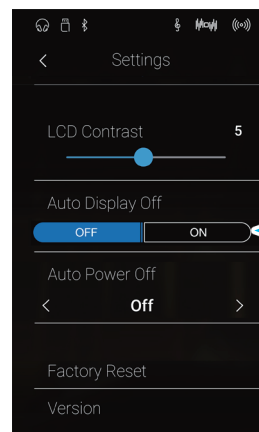 Settings
LCD Contrast 5
Auto Display Off
OFF ON
Auto Power Off
< Off >
Factory Reset
Version